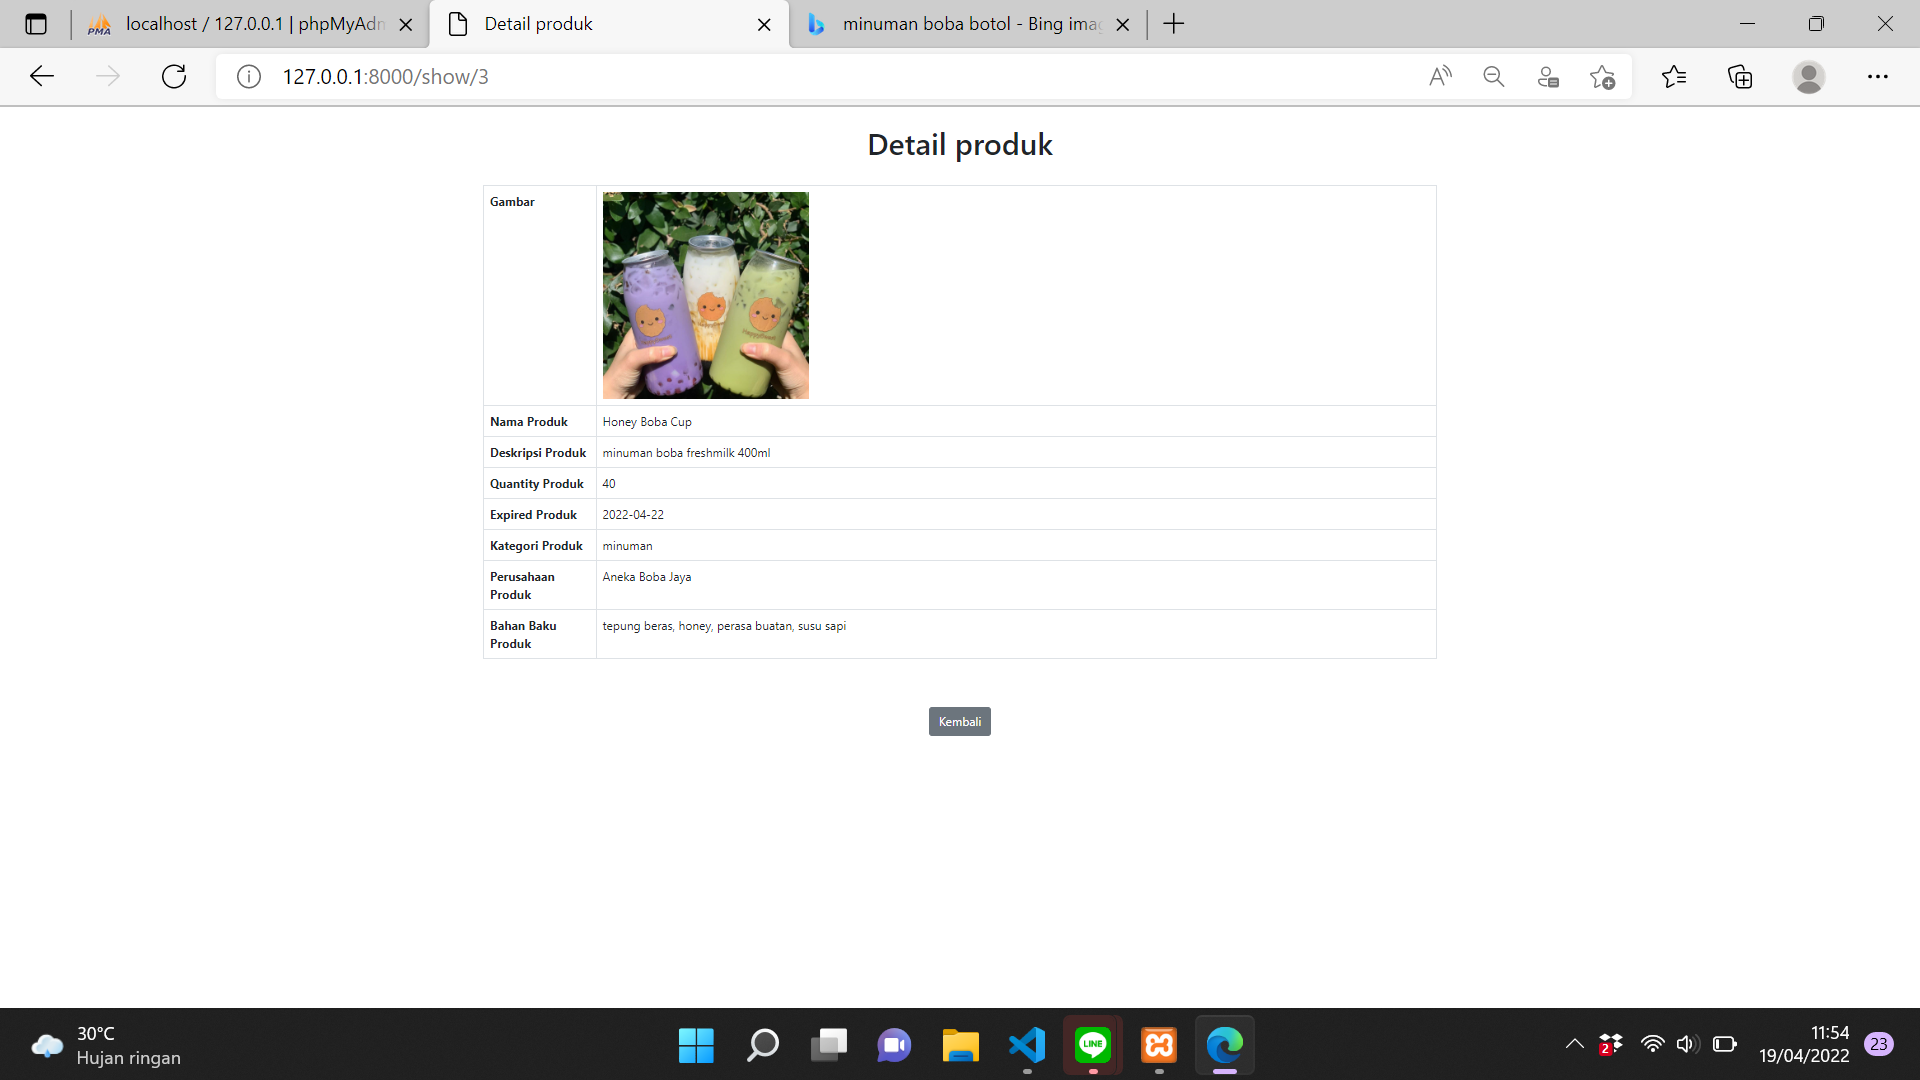 localhost / 127.0.0.1 | phpMyAdn
Detail produk
minuman boba botol - Bing imag
127.0.0.1:8000/show/3
Detail produk
Gambar
Nama Produk Honey Boba Cup
Deskripsi Produk minuman boba freshmilk 400ml
Quantity Produk 40
Expired Produk 2022-04-22
Kategori Produk minuman
Perusahaan Produk Aneka Boba Jaya
Bahan Baku Produk tepung beras, honey, perasa buatan, susu sapi
Kembali
30°C
Hujan ringan
LINE
2
11:54
19/04/2022
23